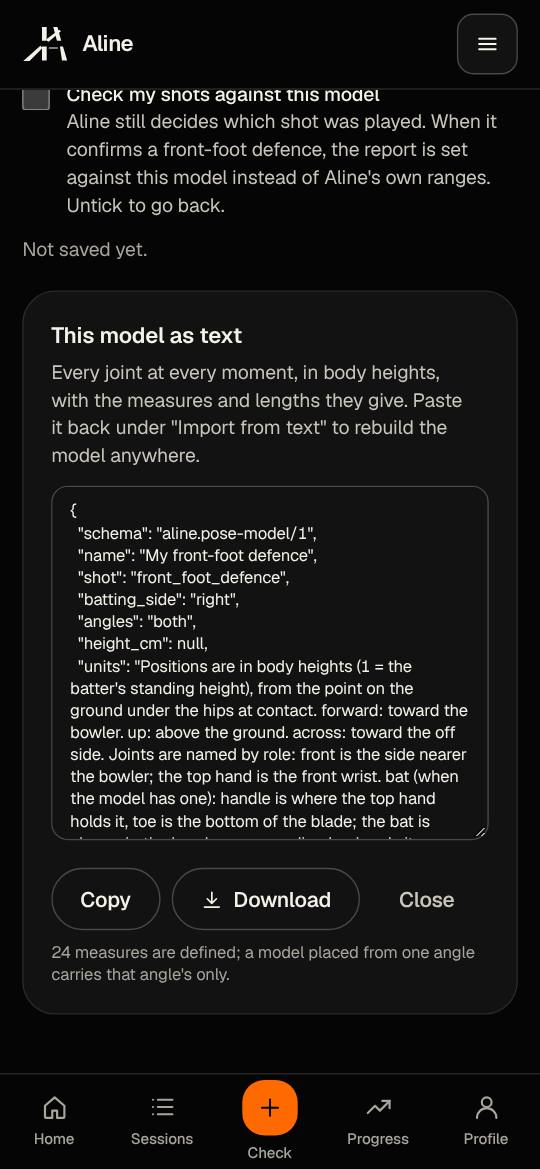 Aline
Check my shots against this model
Aline still decides which shot was played. When it
confirms a front-foot defence, the report is set
against this model instead of Aline's own ranges.
Untick to go back.
Not saved yet.
This model as text
Every joint at every moment, in body heights,
with the measures and lengths they give. Paste
it back under "Import from text" to rebuild the
model anywhere.
{
"schema": "aline.pose-model/1",
"name": "My front-foot defence",
"shot": "front_foot_defence",
"batting_side": "right",
"angles": "both",
"height_cm": null,
"units": "Positions are in body heights (1 = the
batter's standing height), from the point on the
ground under the hips at contact. forward: toward the
bowler. up: above the ground. across: toward the off
side. Joints are named by role: front is the side nearer
the bowler; the top hand is the front wrist. bat (when
the model has one): handle is where the top hand
holds it, toe is the bottom of the blade; the bat is
Copy
Download
Close
24 measures are defined; a model placed from one angle
carries that angle's only.
Home
Sessions
Check
Progress
Profile